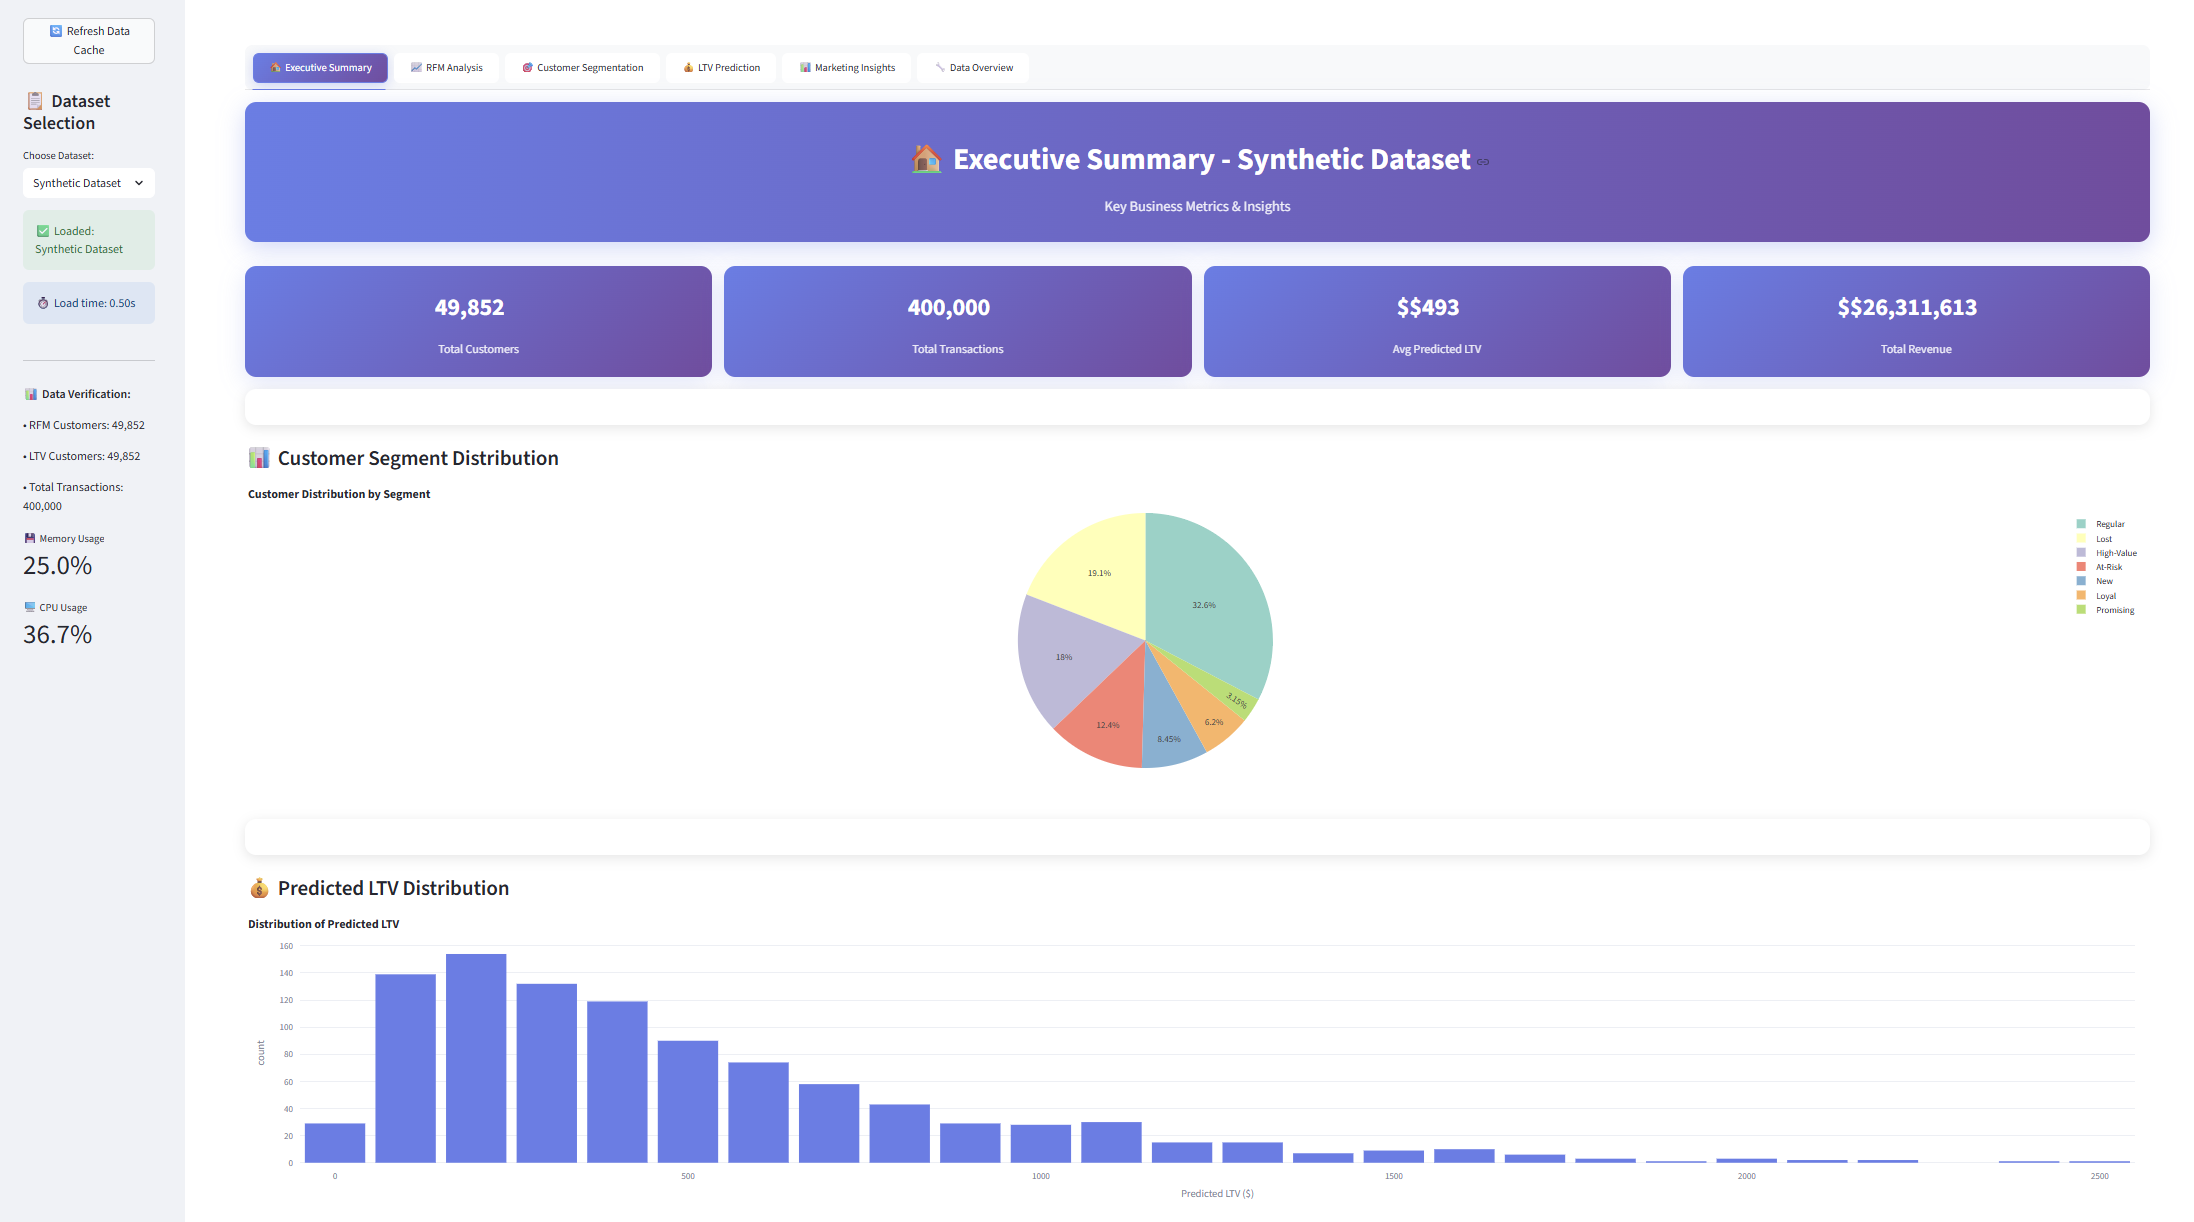 Refresh Data
Cache
Dataset
Selection
Choose Dataset:
Synthetic Dataset
Loaded:
Synthetic Dataset
Load time: 0.50s
Data Verification:
• RFM Customers: 49,852
• LTV Customers: 49,852
• Total Transactions:
400,000
Memory Usage
25.0%
CPU Usage
36.7%
Executive Summary
RFM Analysis
Customer Segmentation
LTV Prediction
Marketing Insights
Data Overview
Executive Summary - Synthetic Dataset
Key Business Metrics & Insights
49,852
Total Customers
400,000
Total Transactions
$$493
Avg Predicted LTV
$$26,311,613
Total Revenue
Customer Segment Distribution
Customer Distribution by Segment
19.1%
32.6%
18%
3.15%
12.4%
6.2%
8.45%
Regular
Lost
High-Value
At-Risk
New
Loyal
Promising
Predicted LTV Distribution
Distribution of Predicted LTV
160
140
120
100
80
60
40
20
0
count
0
500
1000
1500
2000
2500
Predicted LTV ($)